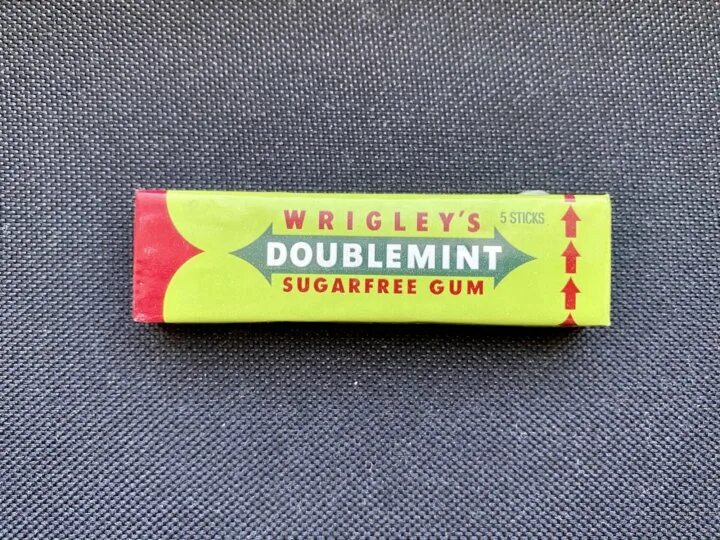 WRIGLEY'S
5 STICKS
DOUBLEMINT
SUGARFREE GUM